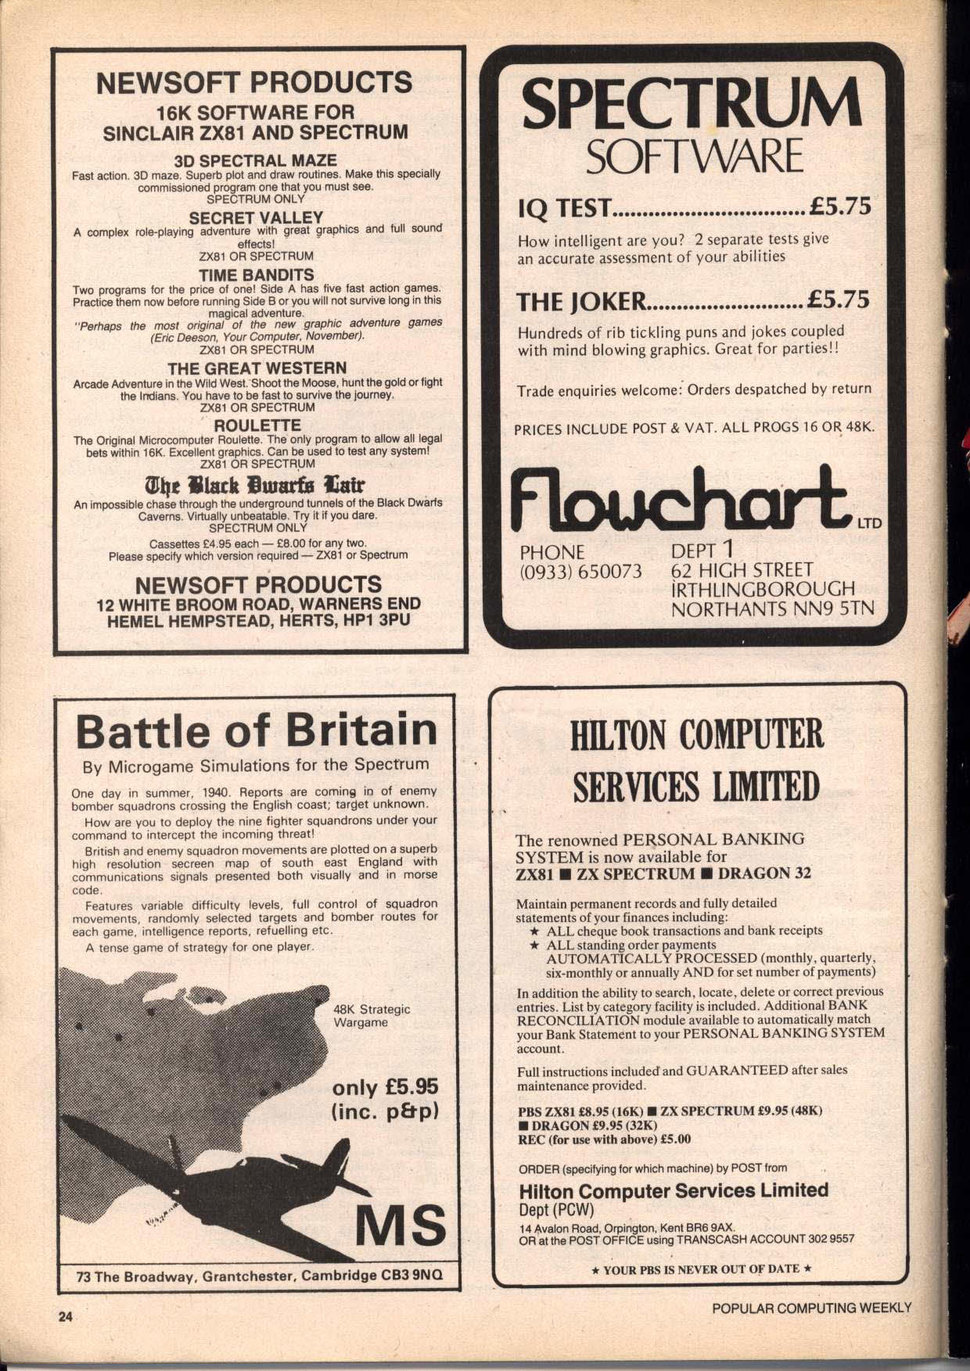 NEWSOFT PRODUCTS
16K SOFTWARE FOR
SINCLAIR ZX81 AND SPECTRUM
3D SPECTRAL MAZE
Fast action. 3D maze. Superb plot and draw routines. Make this specially
commissioned program one that you must see.
SPECTRUM ONLY
SECRET VALLEY
A complex role-playing adventure with great graphics and full sound
effects!
ZX81 OR SPECTRUM
TIME BANDITS
Two programs for the price of one! Side A has five fast action games.
Practice them now before running Side B or you will not survive long in this
magical adventure.
"Perhaps the most original of the new graphic adventure games
(Eric Deeson, Your Computer, November).
ZX81 OR SPECTRUM
THE GREAT WESTERN
Arcade Adventure in the Wild West. Shoot the Moose, hunt the gold or fight
the Indians. You have to be fast to survive the journey.
ZX81 OR SPECTRUM
ROULETTE
The Original Microcomputer Roulette. The only program to allow all legal
bets within 16K. Excellent graphics. Can be used to test any system!
ZX81 OR SPECTRUM
The Black Dwarfs Lair
An impossible chase through the underground tunnels of the Black Dwarfs
Caverns. Virtually unbeatable. Try it if you dare.
SPECTRUM ONLY
Cassettes £4.95 each — £8.00 for any two.
Please specify which version required — ZX81 or Spectrum
NEWSOFT PRODUCTS
12 WHITE BROOM ROAD, WARNERS END
HEMEL HEMPSTEAD, HERTS, HP1 3PU
SPECTRUM
SOFTWARE
IQ TEST................................£5.75
How intelligent are you? 2 separate tests give
an accurate assessment of your abilities
THE JOKER..........................£5.75
Hundreds of rib tickling puns and jokes coupled
with mind blowing graphics. Great for parties!!
Trade enquiries welcome: Orders despatched by return
PRICES INCLUDE POST & VAT. ALL PROGS 16 OR 48K.
Flowchart LTD
PHONE
(0933) 650073
DEPT 1
62 HIGH STREET
IRTHLINGBOROUGH
NORTHANTS NN9 5TN
Battle of Britain
By Microgame Simulations for the Spectrum
One day in summer, 1940. Reports are coming in of enemy
bomber squadrons crossing the English coast; target unknown.
How are you to deploy the nine fighter squandrons under your
command to intercept the incoming threat!
British and enemy squadron movements are plotted on a superb
high resolution secreen map of south east England with
communications signals presented both visually and in morse
code.
Features variable difficulty levels, full control of squadron
movements, randomly selected targets and bomber routes for
each game, intelligence reports, refuelling etc.
A tense game of strategy for one player.
48K Strategic
Wargame
only £5.95
(inc. p&p)
MS
73 The Broadway, Grantchester, Cambridge CB3 9NQ
HILTON COMPUTER
SERVICES LIMITED
The renowned PERSONAL BANKING
SYSTEM is now available for
ZX81 ■ ZX SPECTRUM ■ DRAGON 32
Maintain permanent records and fully detailed
statements of your finances including:
★ ALL cheque book transactions and bank receipts
★ ALL standing order payments
AUTOMATICALLY PROCESSED (monthly, quarterly,
six-monthly or annually AND for set number of payments)
In addition the ability to search, locate, delete or correct previous
entries. List by category facility is included. Additional BANK
RECONCILIATION module available to automatically match
your Bank Statement to your PERSONAL BANKING SYSTEM
account.
Full instructions included and GUARANTEED after sales
maintenance provided.
PBS ZX81 £8.95 (16K) ■ ZX SPECTRUM £9.95 (48K)
■ DRAGON £9.95 (32K)
REC (for use with above) £5.00
ORDER (specifying for which machine) by POST from
Hilton Computer Services Limited
Dept (PCW)
14 Avalon Road, Orpington, Kent BR6 9AX.
OR at the POST OFFICE using TRANSCASH ACCOUNT 302 9557
★ YOUR PBS IS NEVER OUT OF DATE ★
24
POPULAR COMPUTING WEEKLY